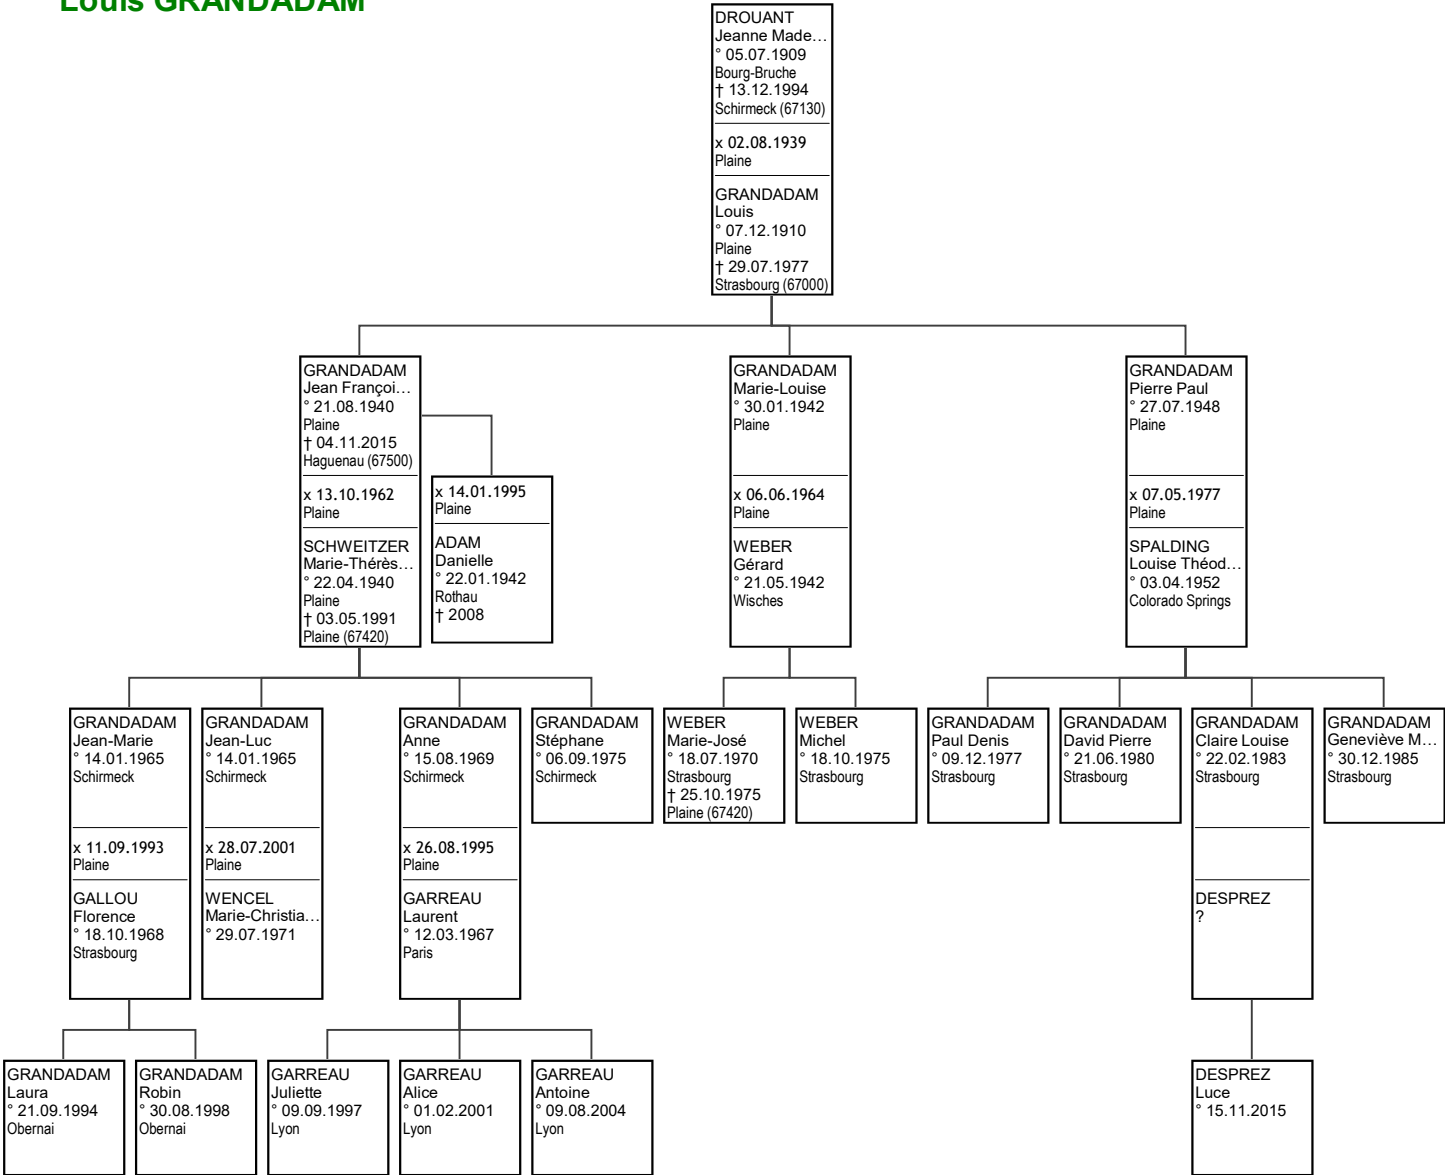 Louis GRANDADAM
DROUANT
Jeanne Made...
° 05.07.1909
Bourg-Bruche
† 13.12.1994
Schirmeck (67130)
x 02.08.1939
Plaine
GRANDADAM
Louis
° 07.12.1910
Plaine
† 29.07.1977
Strasbourg (67000)
GRANDADAM
Jean Françoi...
° 21.08.1940
Plaine
† 04.11.2015
Haguenau (67500)
x 13.10.1962
Plaine
SCHWEITZER
Marie-Thérès...
° 22.04.1940
Plaine
† 03.05.1991
Plaine (67420)
x 14.01.1995
Plaine
ADAM
Danielle
° 22.01.1942
Rothau
† 2008
GRANDADAM
Marie-Louise
° 30.01.1942
Plaine
x 06.06.1964
Plaine
WEBER
Gérard
° 21.05.1942
Wisches
GRANDADAM
Pierre Paul
° 27.07.1948
Plaine
x 07.05.1977
Plaine
SPALDING
Louise Théod...
° 03.04.1952
Colorado Springs
GRANDADAM
Jean-Marie
° 14.01.1965
Schirmeck
x 11.09.1993
Plaine
GALLOU
Florence
° 18.10.1968
Strasbourg
GRANDADAM
Jean-Luc
° 14.01.1965
Schirmeck
x 28.07.2001
Plaine
WENCEL
Marie-Christia...
° 29.07.1971
GRANDADAM
Anne
° 15.08.1969
Schirmeck
x 26.08.1995
Plaine
GARREAU
Laurent
° 12.03.1967
Paris
GRANDADAM
Stéphane
° 06.09.1975
Schirmeck
WEBER
Marie-José
° 18.07.1970
Strasbourg
† 25.10.1975
Plaine (67420)
WEBER
Michel
° 18.10.1975
Strasbourg
GRANDADAM
Paul Denis
° 09.12.1977
Strasbourg
GRANDADAM
David Pierre
° 21.06.1980
Strasbourg
GRANDADAM
Claire Louise
° 22.02.1983
Strasbourg
DESPREZ
?
GRANDADAM
Geneviève M...
° 30.12.1985
Strasbourg
GRANDADAM
Laura
° 21.09.1994
Obernai
GRANDADAM
Robin
° 30.08.1998
Obernai
GARREAU
Juliette
° 09.09.1997
Lyon
GARREAU
Alice
° 01.02.2001
Lyon
GARREAU
Antoine
° 09.08.2004
Lyon
DESPREZ
Luce
° 15.11.2015